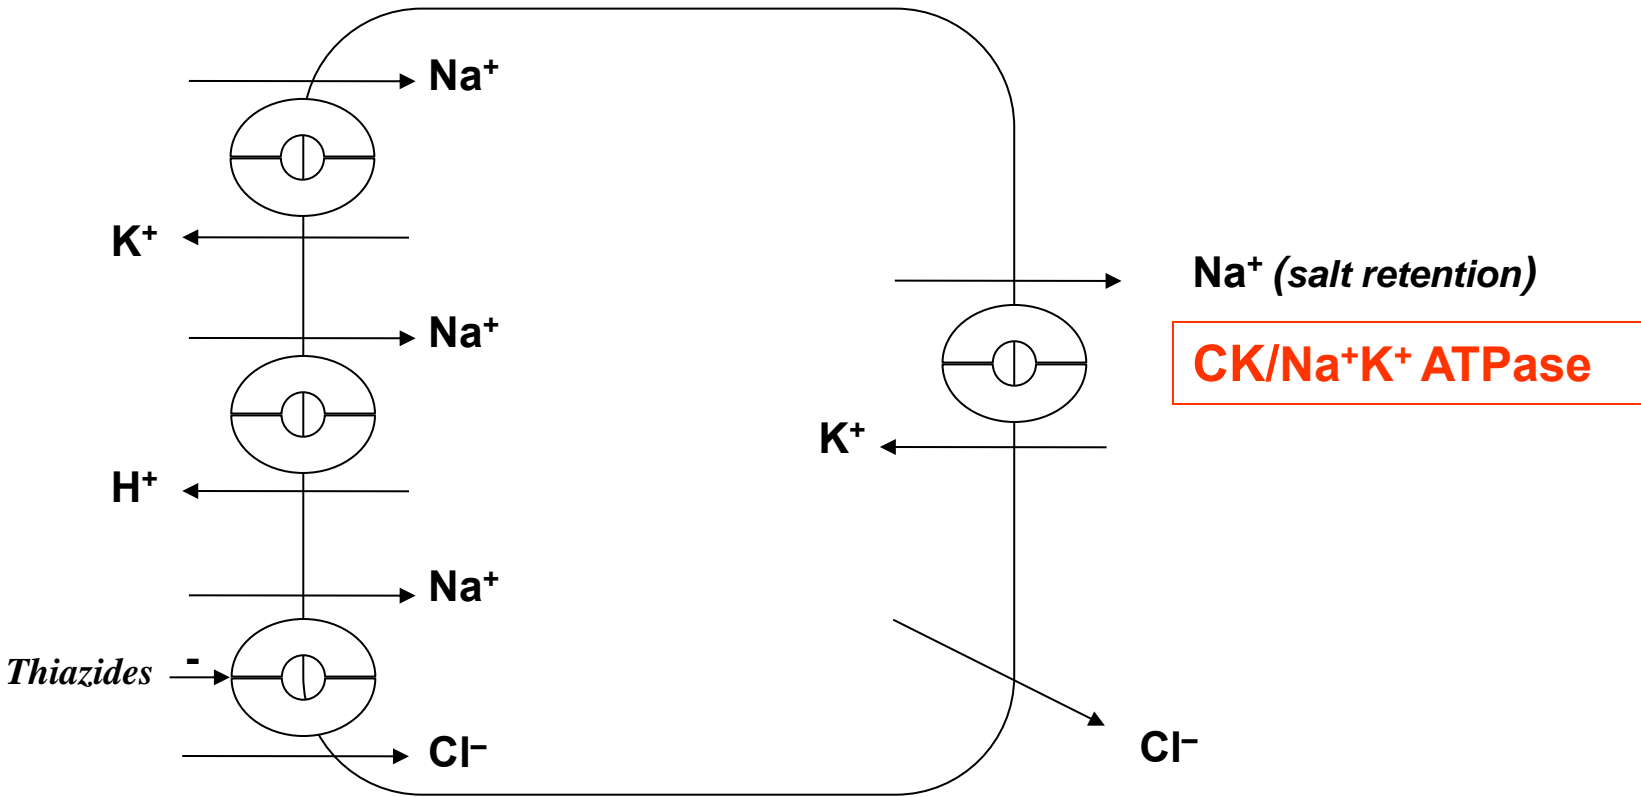 Na⁺
K⁺
Na⁺ (salt retention)
Na⁺
CK/Na⁺K⁺ ATPase
K⁺
H⁺
Na⁺
Thiazides -
Cl⁻
Cl⁻